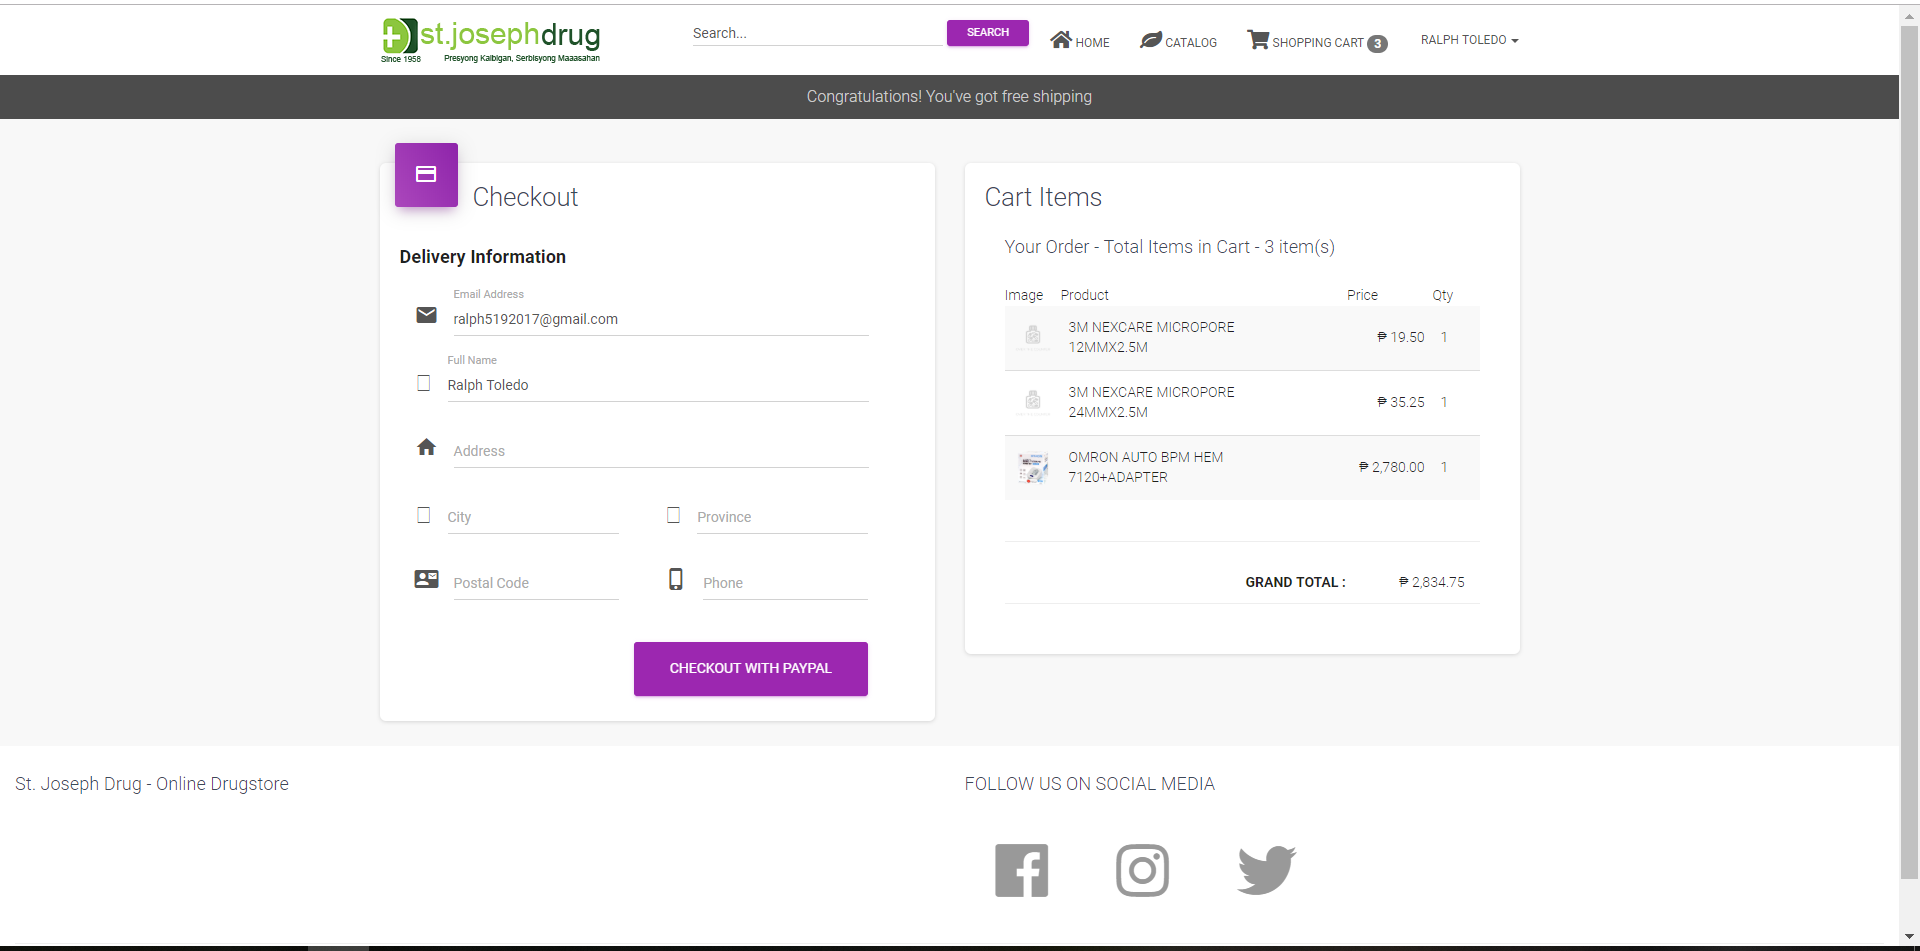 st.josephdrug
Since 1958 Presyong Kaibigan, Serbisyong Maaasahan
Search...
SEARCH
HOME
CATALOG
SHOPPING CART 3
RALPH TOLEDO
Congratulations! You've got free shipping
Checkout
Delivery Information
Email Address
ralph5192017@gmail.com
Full Name
Ralph Toledo
Address
City
Province
Postal Code
Phone
CHECKOUT WITH PAYPAL
Cart Items
Your Order - Total Items in Cart - 3 item(s)
Image Product Price Qty
3M NEXCARE MICROPORE
12MMX2.5M
₱ 19.50 1
3M NEXCARE MICROPORE
24MMX2.5M
₱ 35.25 1
OMRON AUTO BPM HEM
7120+ADAPTER
₱ 2,780.00 1
GRAND TOTAL : ₱ 2,834.75
St. Joseph Drug - Online Drugstore
FOLLOW US ON SOCIAL MEDIA